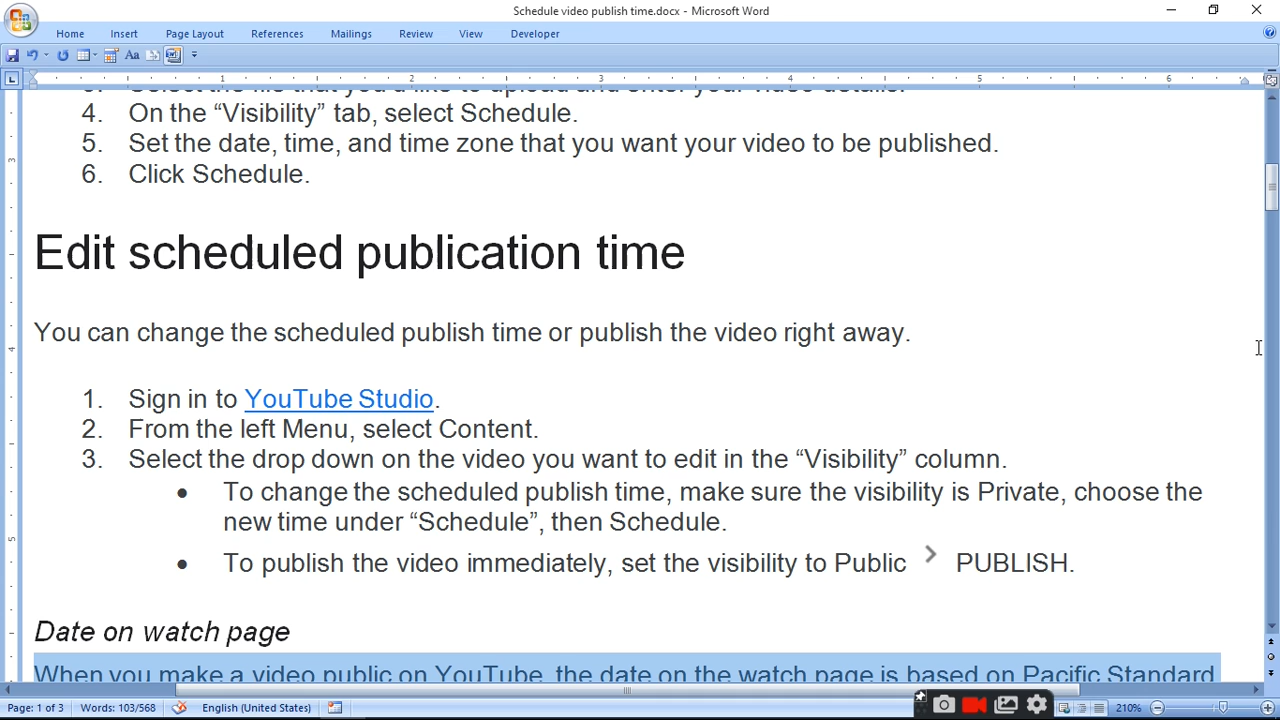 Schedule video publish time.docx - Microsoft Word
Home Insert Page Layout References Mailings Review View Developer
Aa
1 2 3 4 5 6
4. On the “Visibility” tab, select Schedule.
5. Set the date, time, and time zone that you want your video to be published.
6. Click Schedule.
Edit scheduled publication time
You can change the scheduled publish time or publish the video right away.
1. Sign in to YouTube Studio.
2. From the left Menu, select Content.
3. Select the drop down on the video you want to edit in the “Visibility” column.
• To change the scheduled publish time, make sure the visibility is Private, choose the
new time under “Schedule”, then Schedule.
• To publish the video immediately, set the visibility to Public > PUBLISH.
Date on watch page
When you make a video public on YouTube, the date on the watch page is based on Pacific Standard
Page: 1 of 3 Words: 103/568 English (United States) 210%